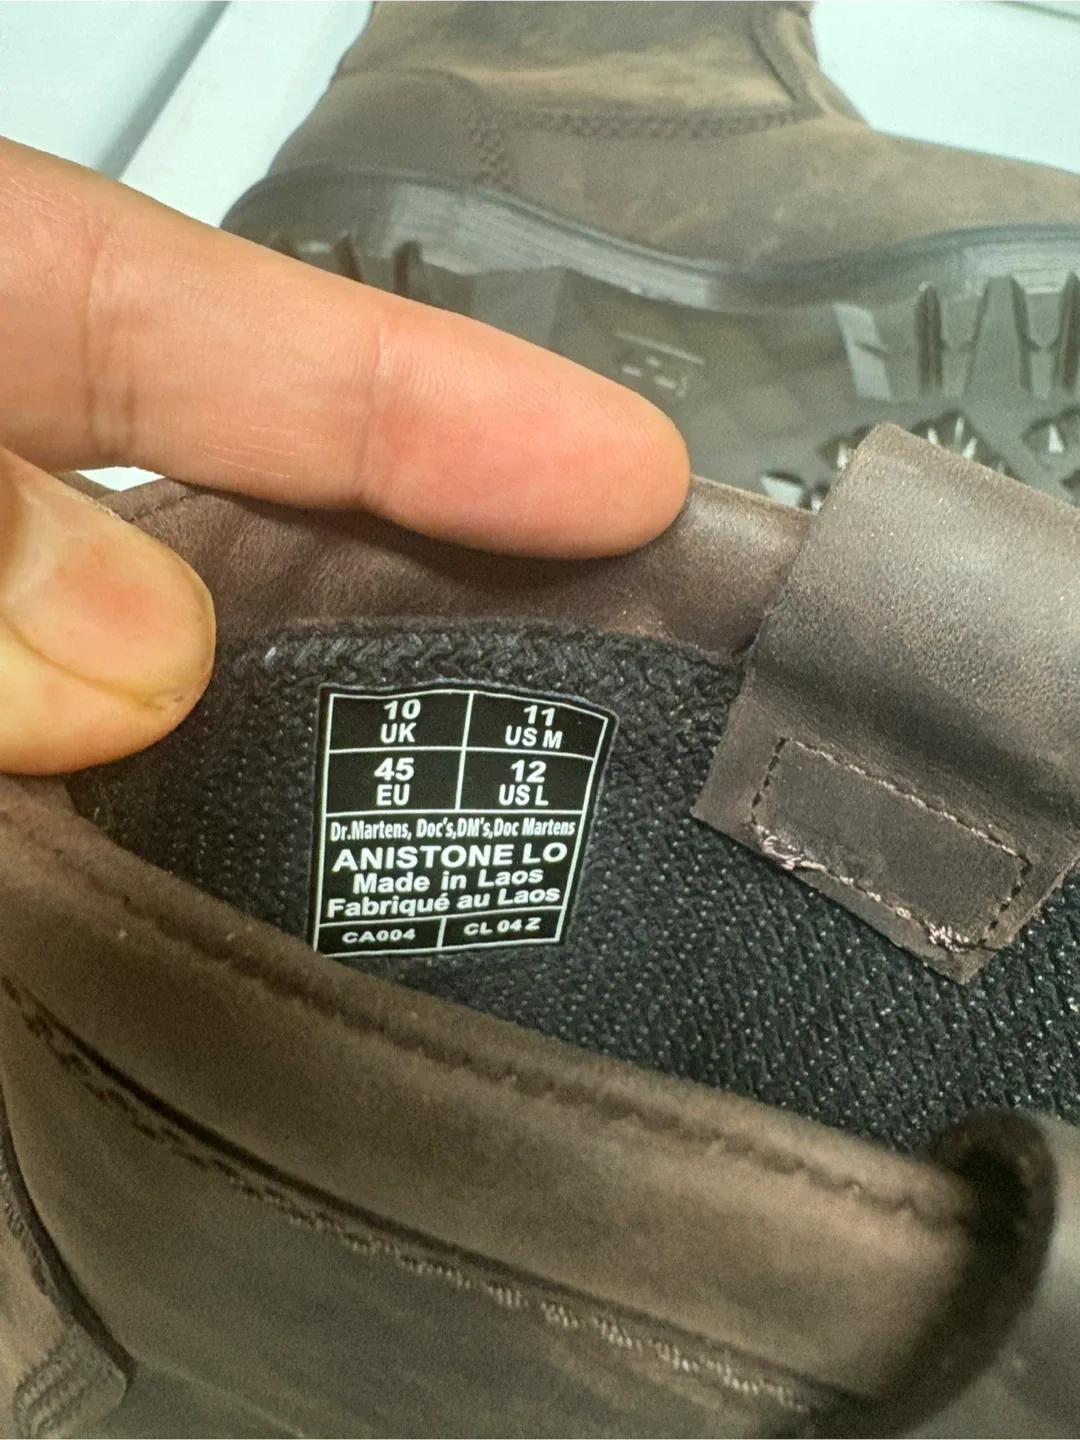 10 11
UK US M
45 12
EU US L
Dr.Martens, Doc's,DM's,Doc Martens
ANISTONE LO
Made in Laos
Fabriqué au Laos
CA004 CL 04 Z